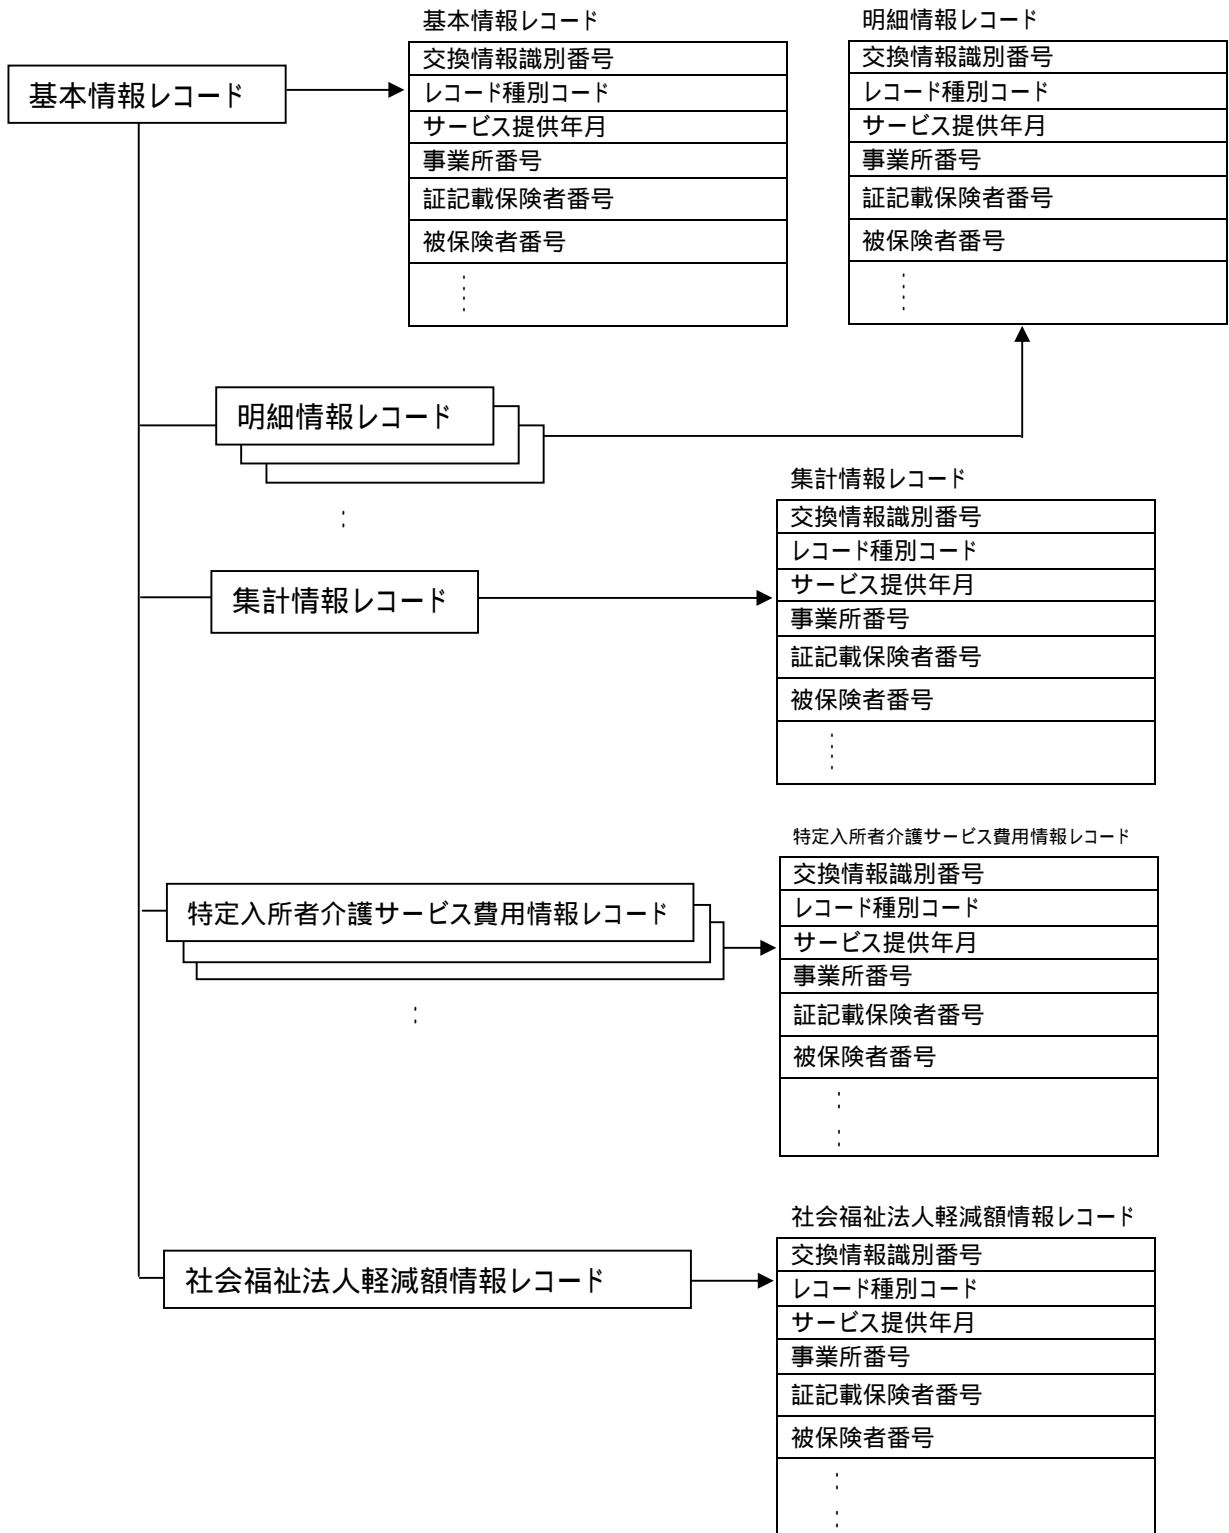 基本情報レコード
基本情報レコード
交換情報識別番号
レコード種別コード
サービス提供年月
事業所番号
証記載保険者番号
被保険者番号
明細情報レコード
交換情報識別番号
レコード種別コード
サービス提供年月
事業所番号
証記載保険者番号
被保険者番号
明細情報レコード
集計情報レコード
集計情報レコード
交換情報識別番号
レコード種別コード
サービス提供年月
事業所番号
証記載保険者番号
被保険者番号
特定入所者介護サービス費用情報レコード
特定入所者介護サービス費用情報レコード
交換情報識別番号
レコード種別コード
サービス提供年月
事業所番号
証記載保険者番号
被保険者番号
社会福祉法人軽減額情報レコード
社会福祉法人軽減額情報レコード
交換情報識別番号
レコード種別コード
サービス提供年月
事業所番号
証記載保険者番号
被保険者番号